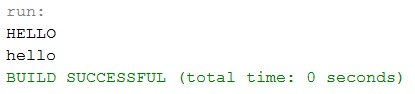 run:
HELLO
hello
BUILD SUCCESSFUL (total time: 0 seconds)